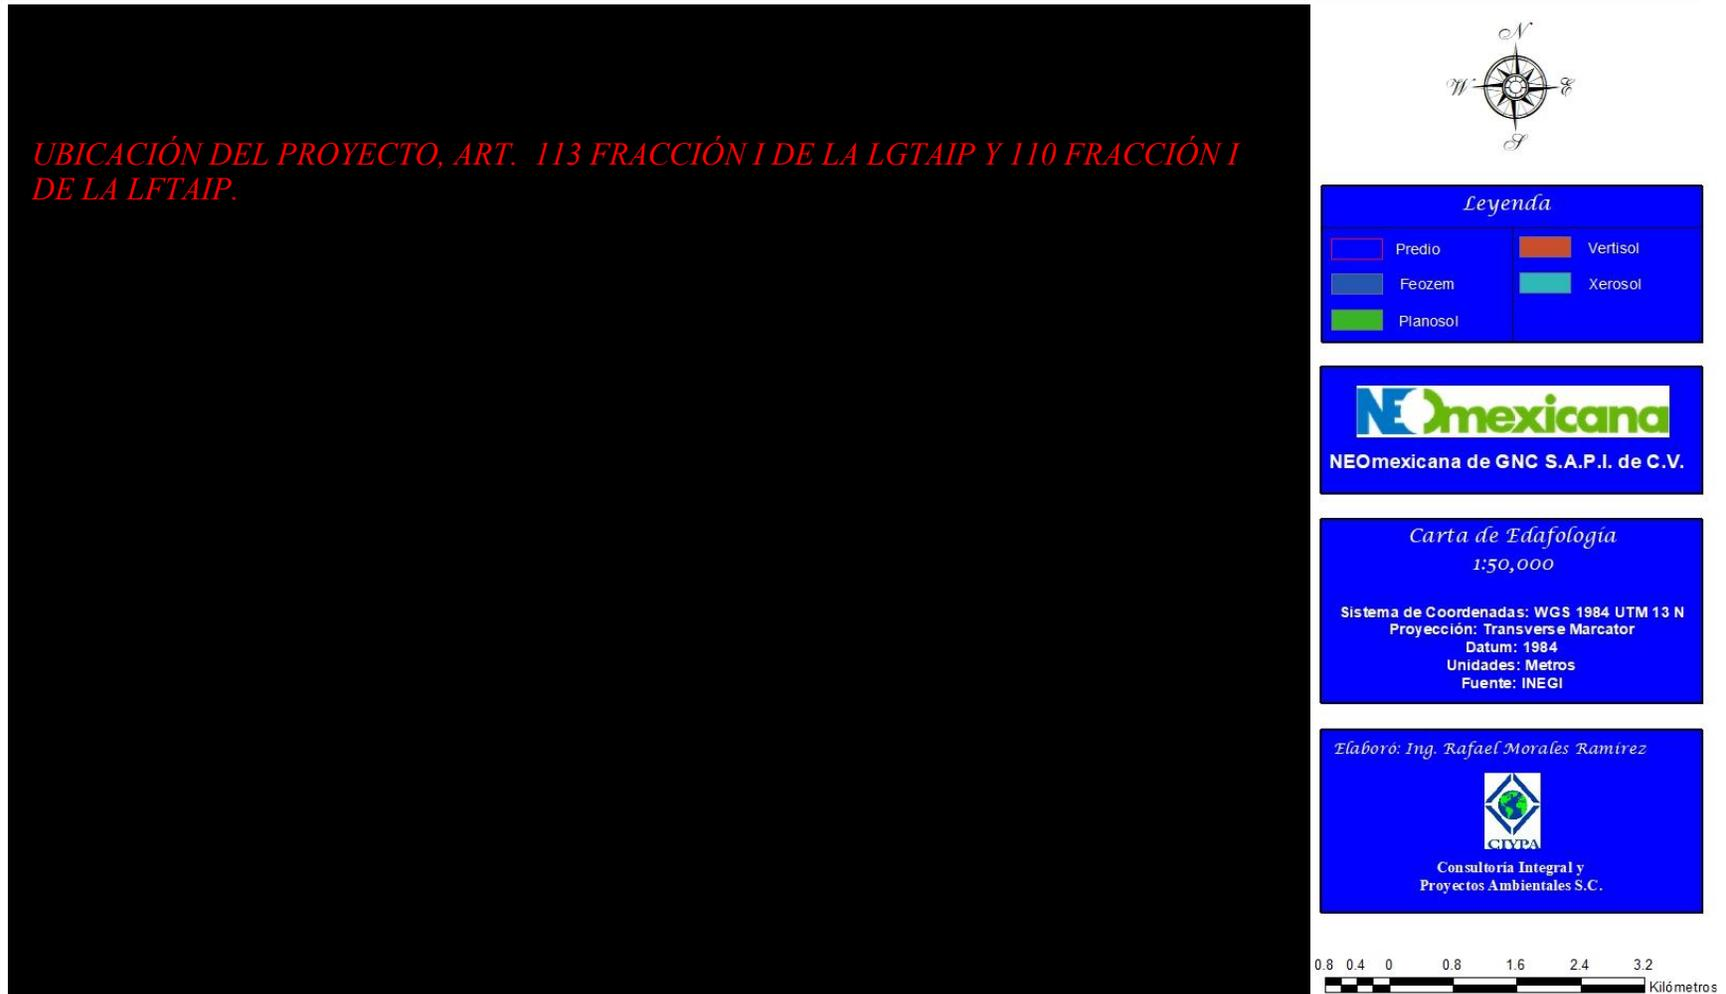 UBICACIÓN DEL PROYECTO, ART. 113 FRACCIÓN I DE LA LGTAIP Y 110 FRACCIÓN I
DE LA LFTAIP.
N
W E
S
Leyenda
Predio Vertisol
Feozem Xerosol
Planosol
NEOmexicana
NEOmexicana de GNC S.A.P.I. de C.V.
Carta de Edafología
1:50,000
Sistema de Coordenadas: WGS 1984 UTM 13 N
Proyección: Transverse Marcator
Datum: 1984
Unidades: Metros
Fuente: INEGI
Elaboró: Ing. Rafael Morales Ramírez
CIYPA
Consultoría Integral y
Proyectos Ambientales S.C.
0.8 0.4 0 0.8 1.6 2.4 3.2
Kilómetros